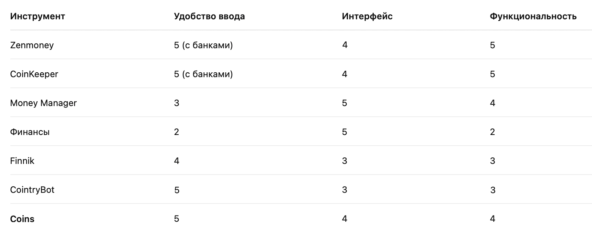 Инструмент Удобство ввода Интерфейс Функциональность
Zenmoney 5 (с банками) 4 5
CoinKeeper 5 (с банками) 4 5
Money Manager 3 5 4
Финансы 2 5 2
Finnik 4 3 3
CointryBot 5 3 3
Coins 5 4 4